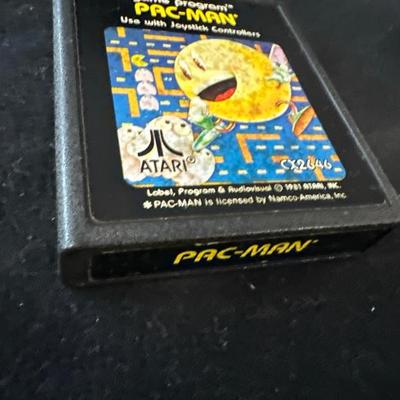 game program™
PAC-MAN*
Use with Joystick Controllers
ATARI®
CX2646
Label, Program & Audiovisual © 1981 ATARI, INC.
* PAC-MAN is licensed by Namco-America, Inc
PAC-MAN*